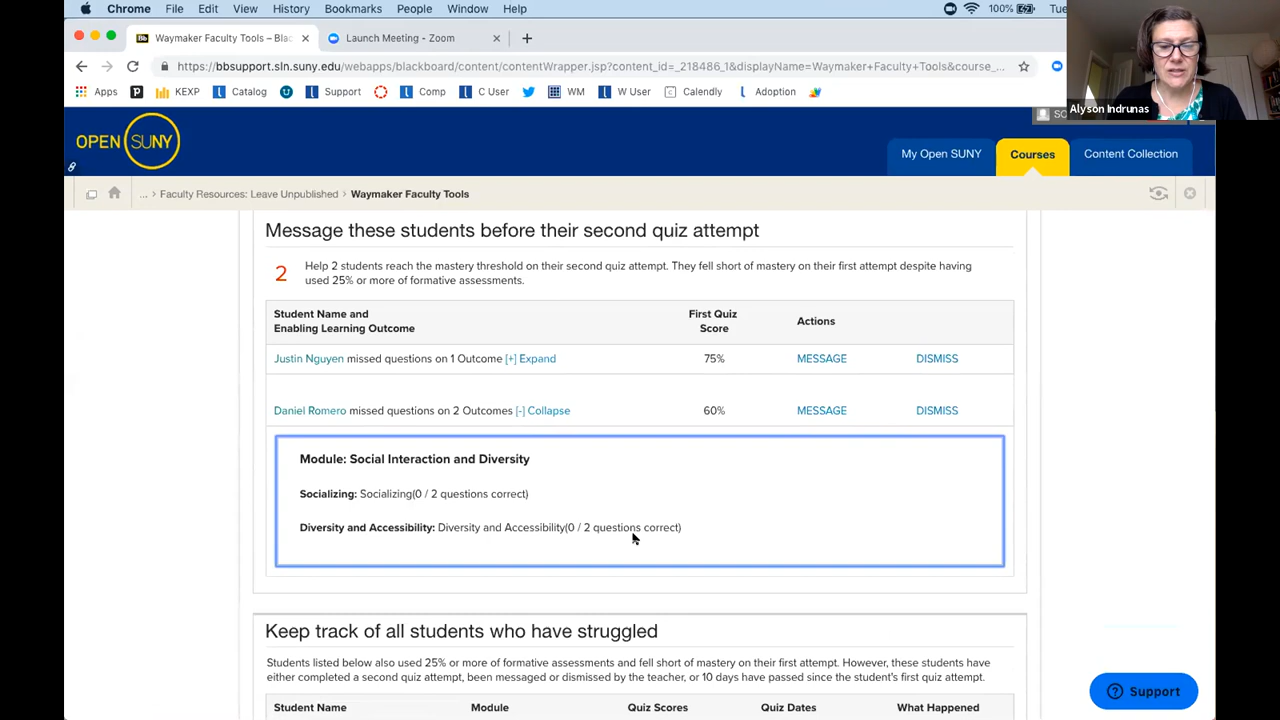 Chrome File Edit View History Bookmarks People Window Help 100% Tue
Waymaker Faculty Tools – Blac × Launch Meeting - Zoom × +
https://bbsupport.sln.suny.edu/webapps/blackboard/content/contentWrapper.jsp?content_id=_218486_1&displayName=Waymaker+Faculty+Tools&course_...
Apps KEXP Catalog Support Comp C User WM W User Calendly Adoption
Alyson Indrunas
OPEN SUNY
My Open SUNY Courses Content Collection
... > Faculty Resources: Leave Unpublished > Waymaker Faculty Tools
Message these students before their second quiz attempt
2
Help 2 students reach the mastery threshold on their second quiz attempt. They fell short of mastery on their first attempt despite having
used 25% or more of formative assessments.
Student Name and
Enabling Learning Outcome
First Quiz
Score
Actions
Justin Nguyen missed questions on 1 Outcome [+] Expand 75% MESSAGE DISMISS
Daniel Romero missed questions on 2 Outcomes [-] Collapse 60% MESSAGE DISMISS
Module: Social Interaction and Diversity
Socializing: Socializing(0 / 2 questions correct)
Diversity and Accessibility: Diversity and Accessibility(0 / 2 questions correct)
Keep track of all students who have struggled
Students listed below also used 25% or more of formative assessments and fell short of mastery on their first attempt. However, these students have
either completed a second quiz attempt, been messaged or dismissed by the teacher, or 10 days have passed since the student's first quiz attempt.
Student Name Module Quiz Scores Quiz Dates What Happened
Support